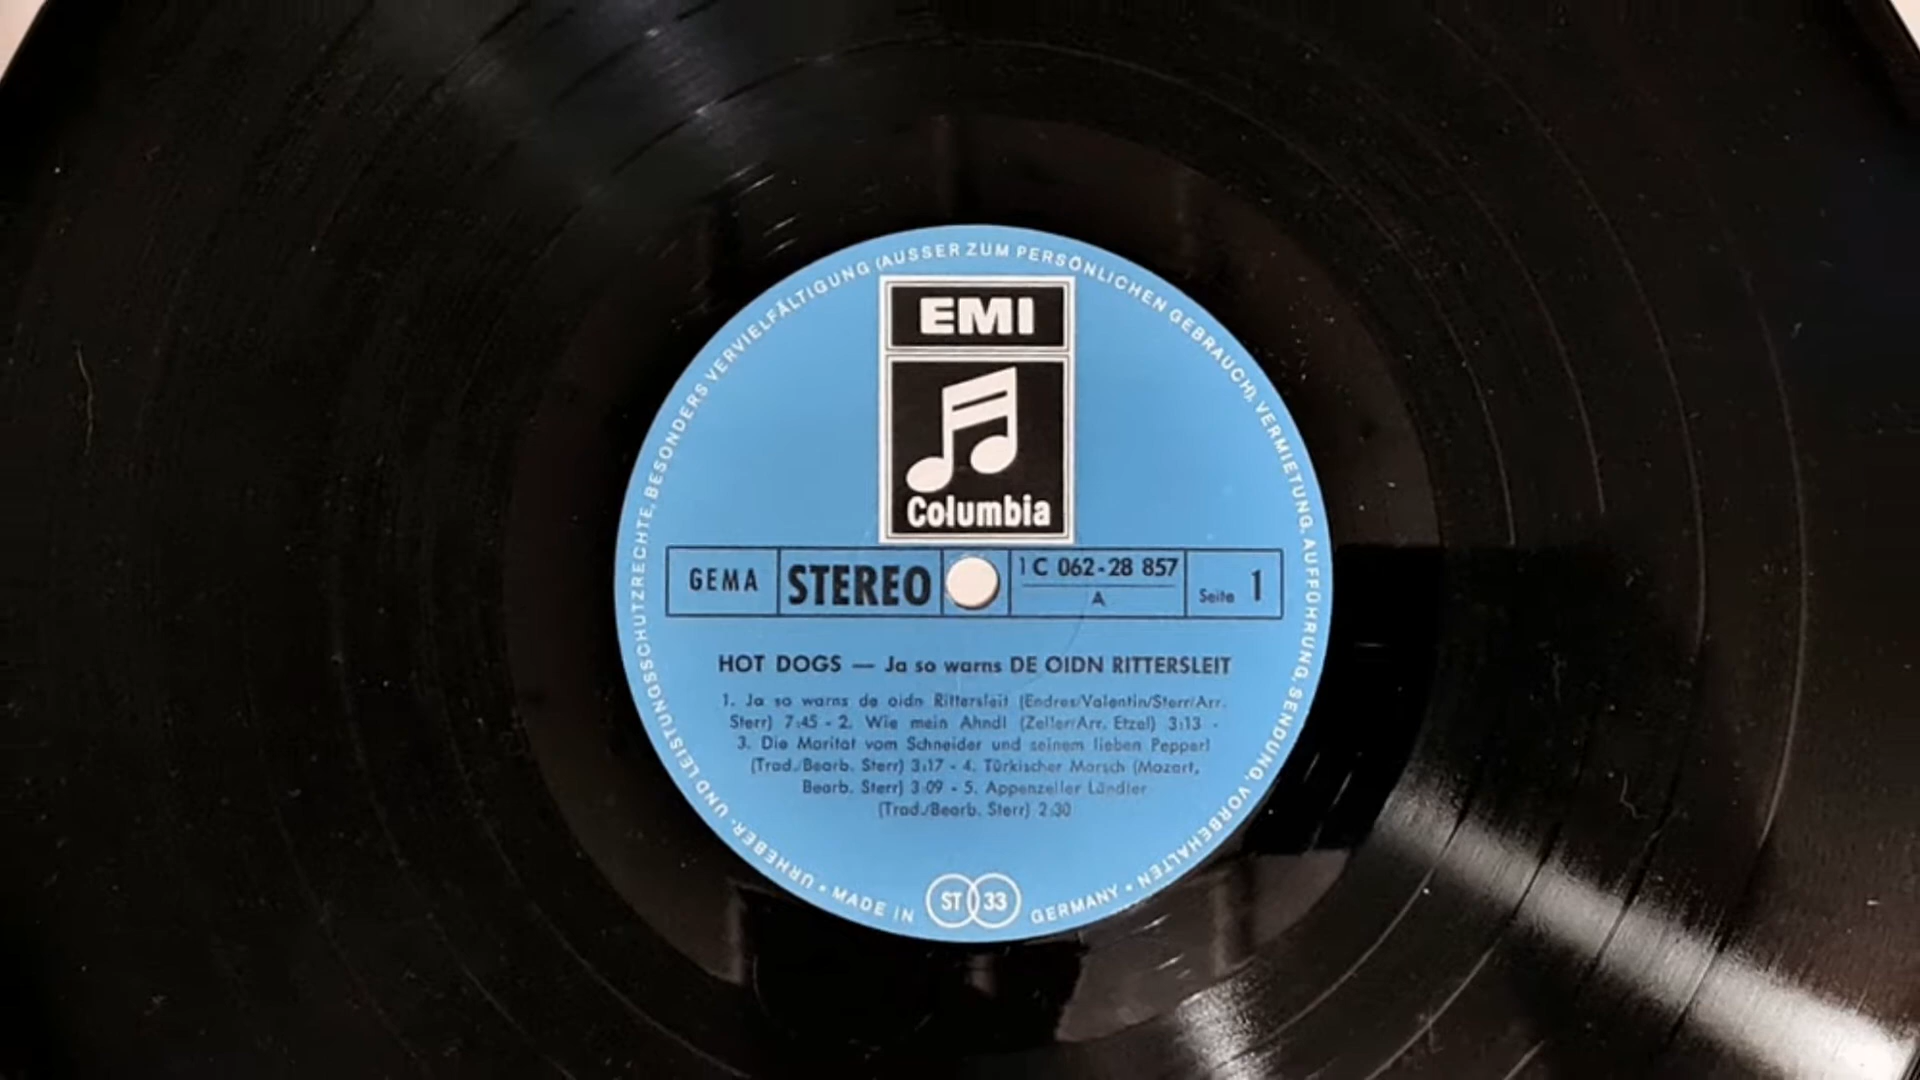 URHEBER- UND LEISTUNGSSCHUTZRECHTE, BESONDERS VERVIELFÄLTIGUNG (AUSSER ZUM PERSÖNLICHEN GEBRAUCH), VERMIETUNG, AUFFÜHRUNG, SENDUNG, VORBEHALTEN
EMI
Columbia
GEMA STEREO 1 C 062-28 857
A
Seite 1
HOT DOGS — Ja so warns DE OIDN RITTERSLEIT
1. Ja so warns de oidn Rittersleit (Endres/Valentin/Sterr/Arr.
Sterr) 7:45 - 2. Wie mein Ahndl (Zeller/Arr. Etzel) 3:13 -
3. Die Moritat vom Schneider und seinem lieben Pepperl
(Trad./Bearb. Sterr) 3:17 - 4. Türkischer Marsch (Mozart,
Bearb. Sterr) 3:09 - 5. Appenzeller Ländler
(Trad./Bearb. Sterr) 2:30
• MADE IN ST 33 GERMANY •